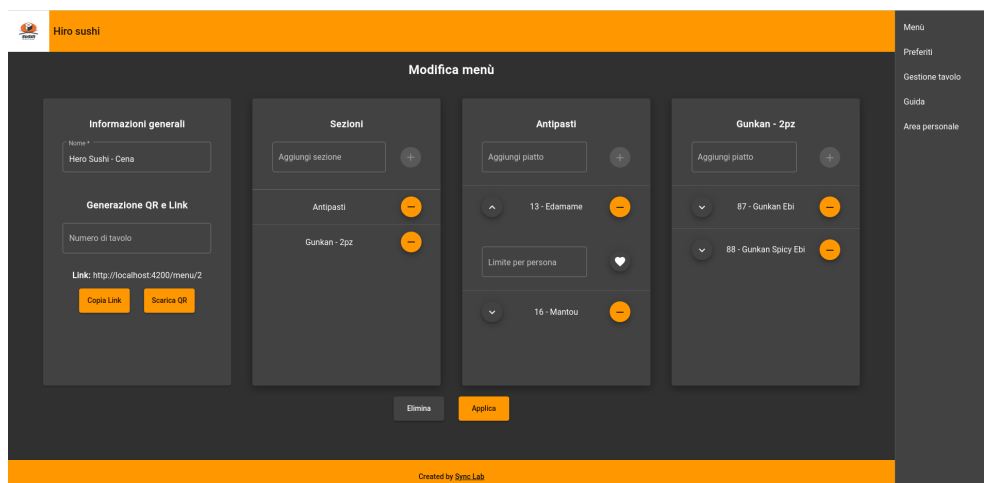 Hiro sushi
Menù
Preferiti
Gestione tavolo
Guida
Area personale
Modifica menù
Informazioni generali
Nome *
Hero Sushi - Cena
Generazione QR e Link
Numero di tavolo
Link: http://localhost:4200/menu/2
Copia Link
Scarica QR
Sezioni
Aggiungi sezione
Antipasti
Gunkan - 2pz
Antipasti
Aggiungi piatto
13 - Edamame
Limite per persona
16 - Mantou
Gunkan - 2pz
Aggiungi piatto
87 - Gunkan Ebi
88 - Gunkan Spicy Ebi
Elimina
Applica
Created by Sync Lab